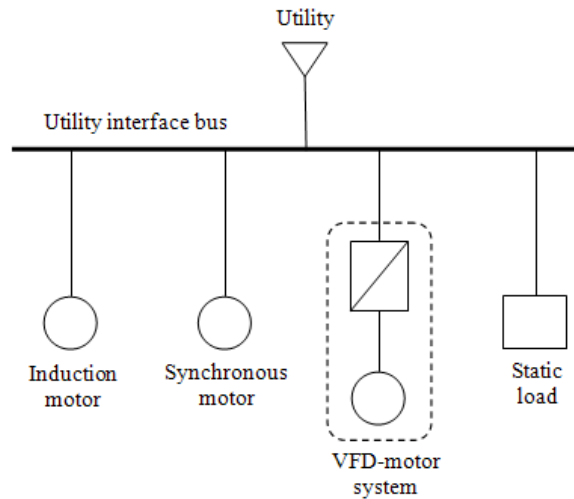 Utility
Utility interface bus
Induction
motor
Synchronous
motor
VFD-motor
system
Static
load